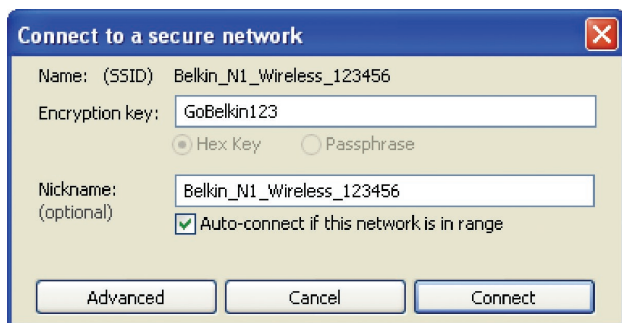 Connect to a secure network
Name: (SSID) Belkin_N1_Wireless_123456
Encryption key: GoBelkin123
Hex Key Passphrase
Nickname: Belkin_N1_Wireless_123456
(optional)
Auto-connect if this network is in range
Advanced Cancel Connect